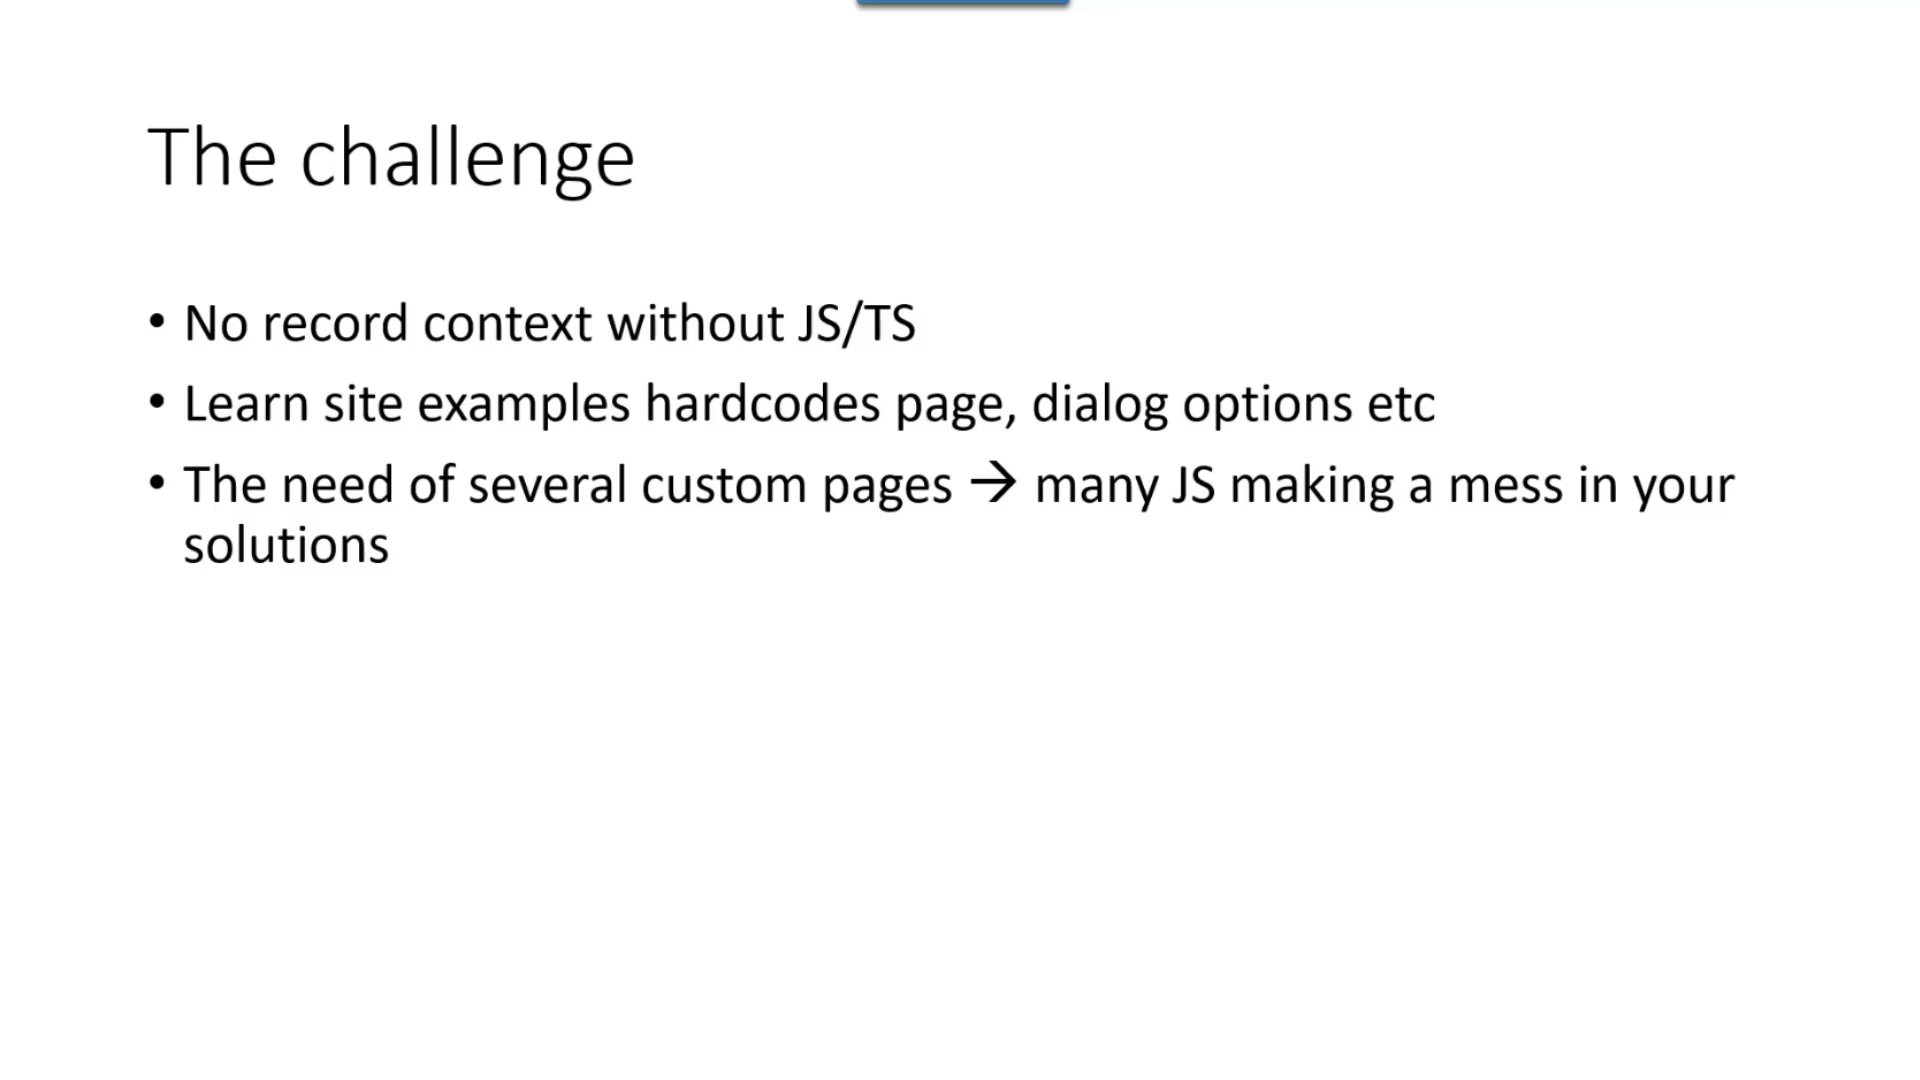 The challenge
• No record context without JS/TS
• Learn site examples hardcodes page, dialog options etc
• The need of several custom pages → many JS making a mess in your
solutions